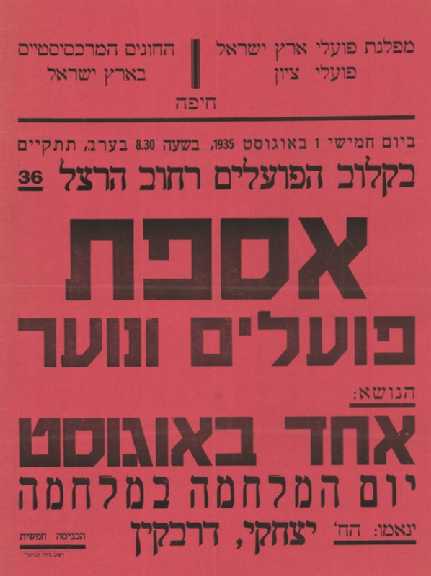 מפלגת פועלי ארץ ישראל
פועלי ציון
החוגים המרכסיסטיים
בארץ ישראל
חיפה
ביום חמישי 1 באוגוסט 1935, בשעה 8.30 בערב, תתקיים
בקלוב הפועלים רחוב הרצל 36
אספת
פועלים ונוער
הנושא:
אחד באוגוסט
יום המלחמה במלחמה
ינאמו: הח' יצחקי, דרבקין
הכניסה חפשית